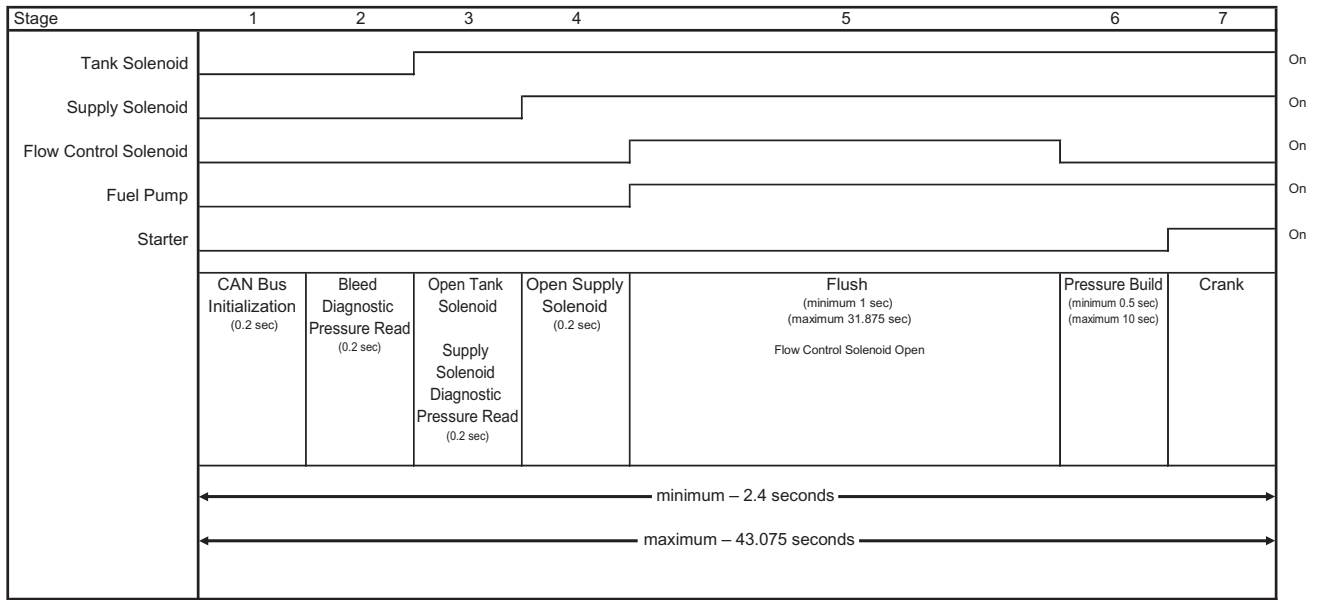 Stage 1 2 3 4 5 6 7
Tank Solenoid On
Supply Solenoid On
Flow Control Solenoid On
Fuel Pump On
Starter On
CAN Bus
Initialization
(0.2 sec)
Bleed
Diagnostic
Pressure Read
(0.2 sec)
Open Tank
Solenoid
Supply
Solenoid
Diagnostic
Pressure Read
(0.2 sec)
Open Supply
Solenoid
(0.2 sec)
Flush
(minimum 1 sec)
(maximum 31.875 sec)
Flow Control Solenoid Open
Pressure Build
(minimum 0.5 sec)
(maximum 10 sec)
Crank
minimum – 2.4 seconds
maximum – 43.075 seconds